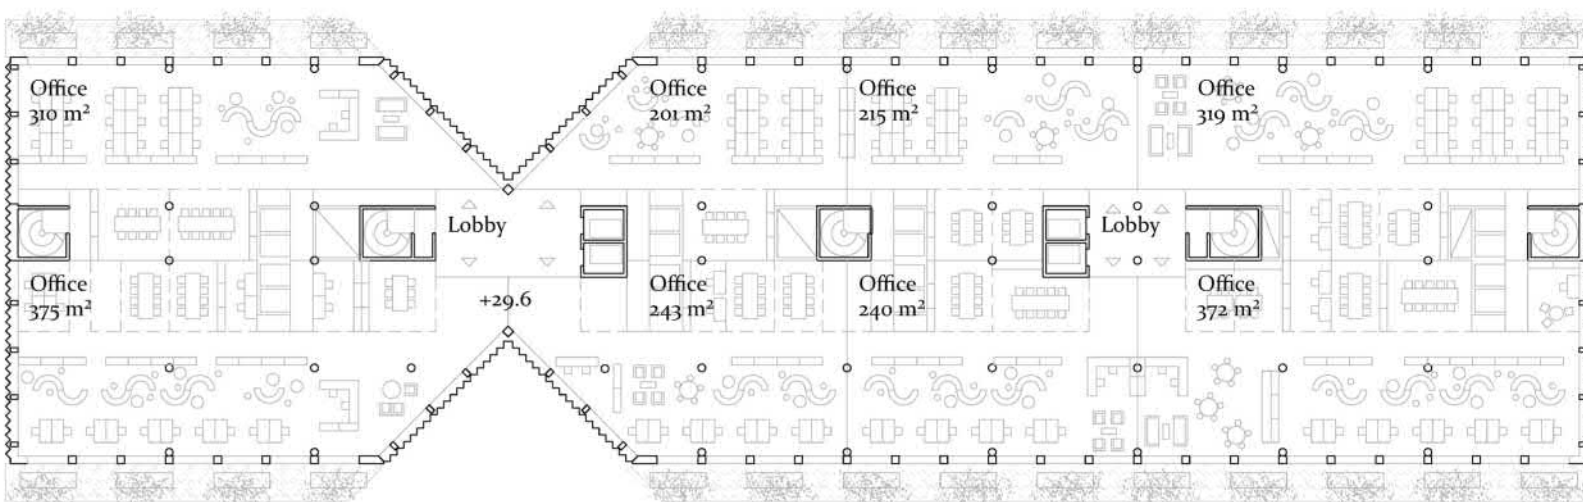 Office
310 m²
Office
201 m²
Office
215 m²
Office
319 m²
Lobby
Lobby
Office
375 m²
+29.6
Office
243 m²
Office
240 m²
Office
372 m²